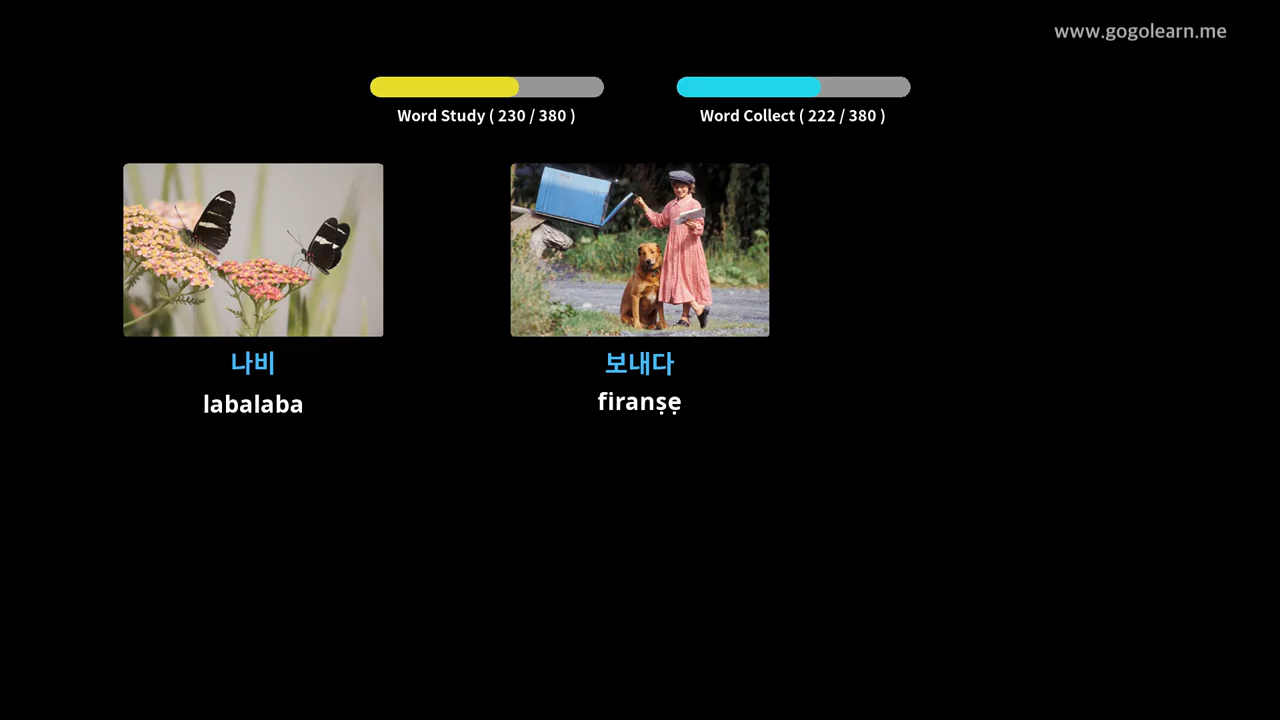 www.gogolearn.me
Word Study ( 230 / 380 )
Word Collect ( 222 / 380 )
나비
labalaba
보내다
firanṣẹ